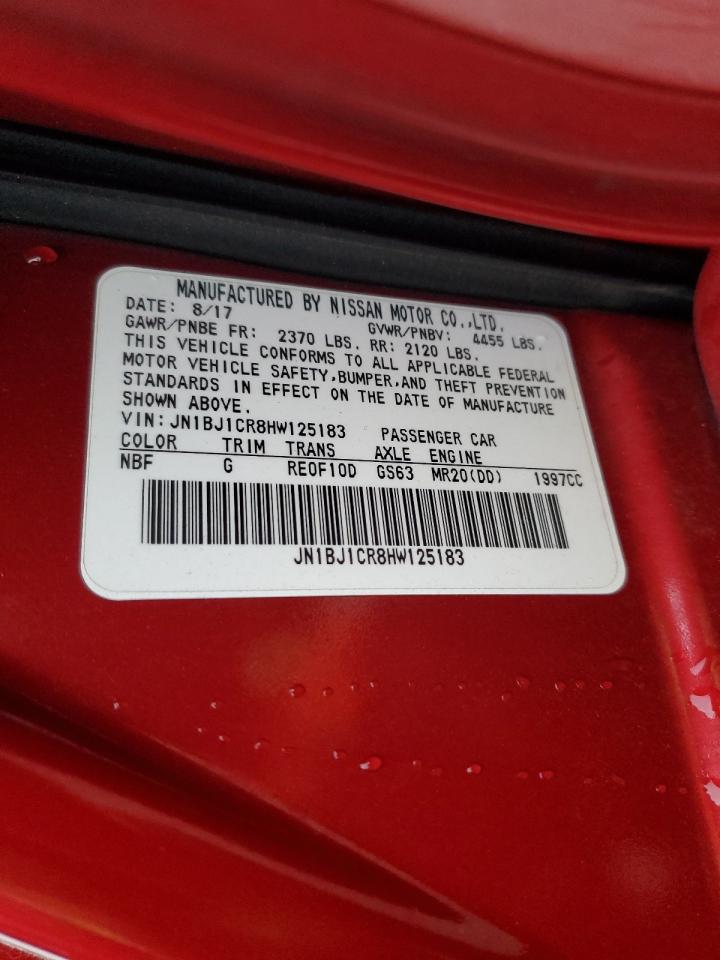 MANUFACTURED BY NISSAN MOTOR CO.,LTD.
DATE: 8/17 GVWR/PNBV: 4455 LBS.
GAWR/PNBE FR: 2370 LBS. RR: 2120 LBS.
THIS VEHICLE CONFORMS TO ALL APPLICABLE FEDERAL
MOTOR VEHICLE SAFETY,BUMPER,AND THEFT PREVENTION
STANDARDS IN EFFECT ON THE DATE OF MANUFACTURE
SHOWN ABOVE.
VIN: JN1BJ1CR8HW125183 PASSENGER CAR
COLOR TRIM TRANS AXLE ENGINE
NBF G RE0F10D GS63 MR20(DD) 1997CC
JN1BJ1CR8HW125183